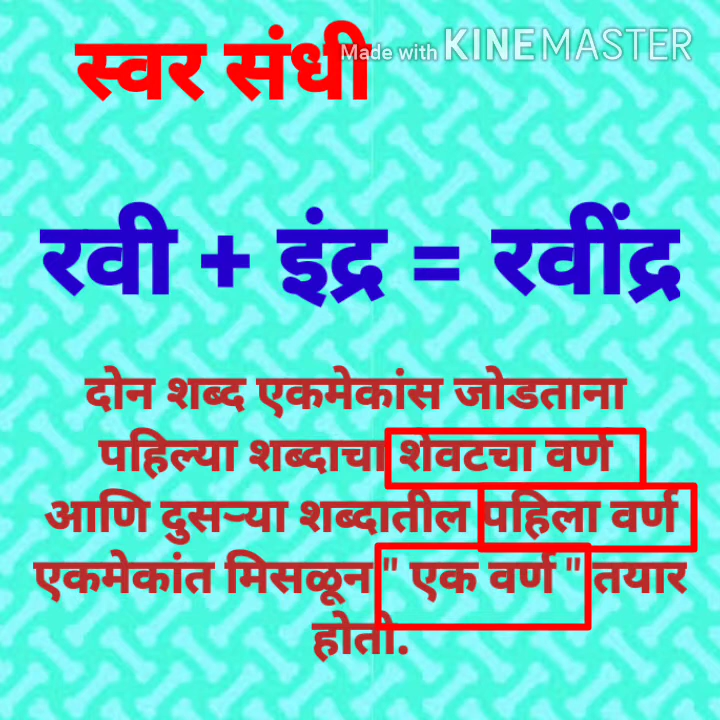 स्वर संधी
Made with KINEMASTER
रवी + इंद्र = रवींद्र
दोन शब्द एकमेकांस जोडताना
पहिल्या शब्दाचा शेवटचा वर्ण
आणि दुसऱ्या शब्दातील पहिला वर्ण
एकमेकांत मिसळून " एक वर्ण " तयार
होतो.